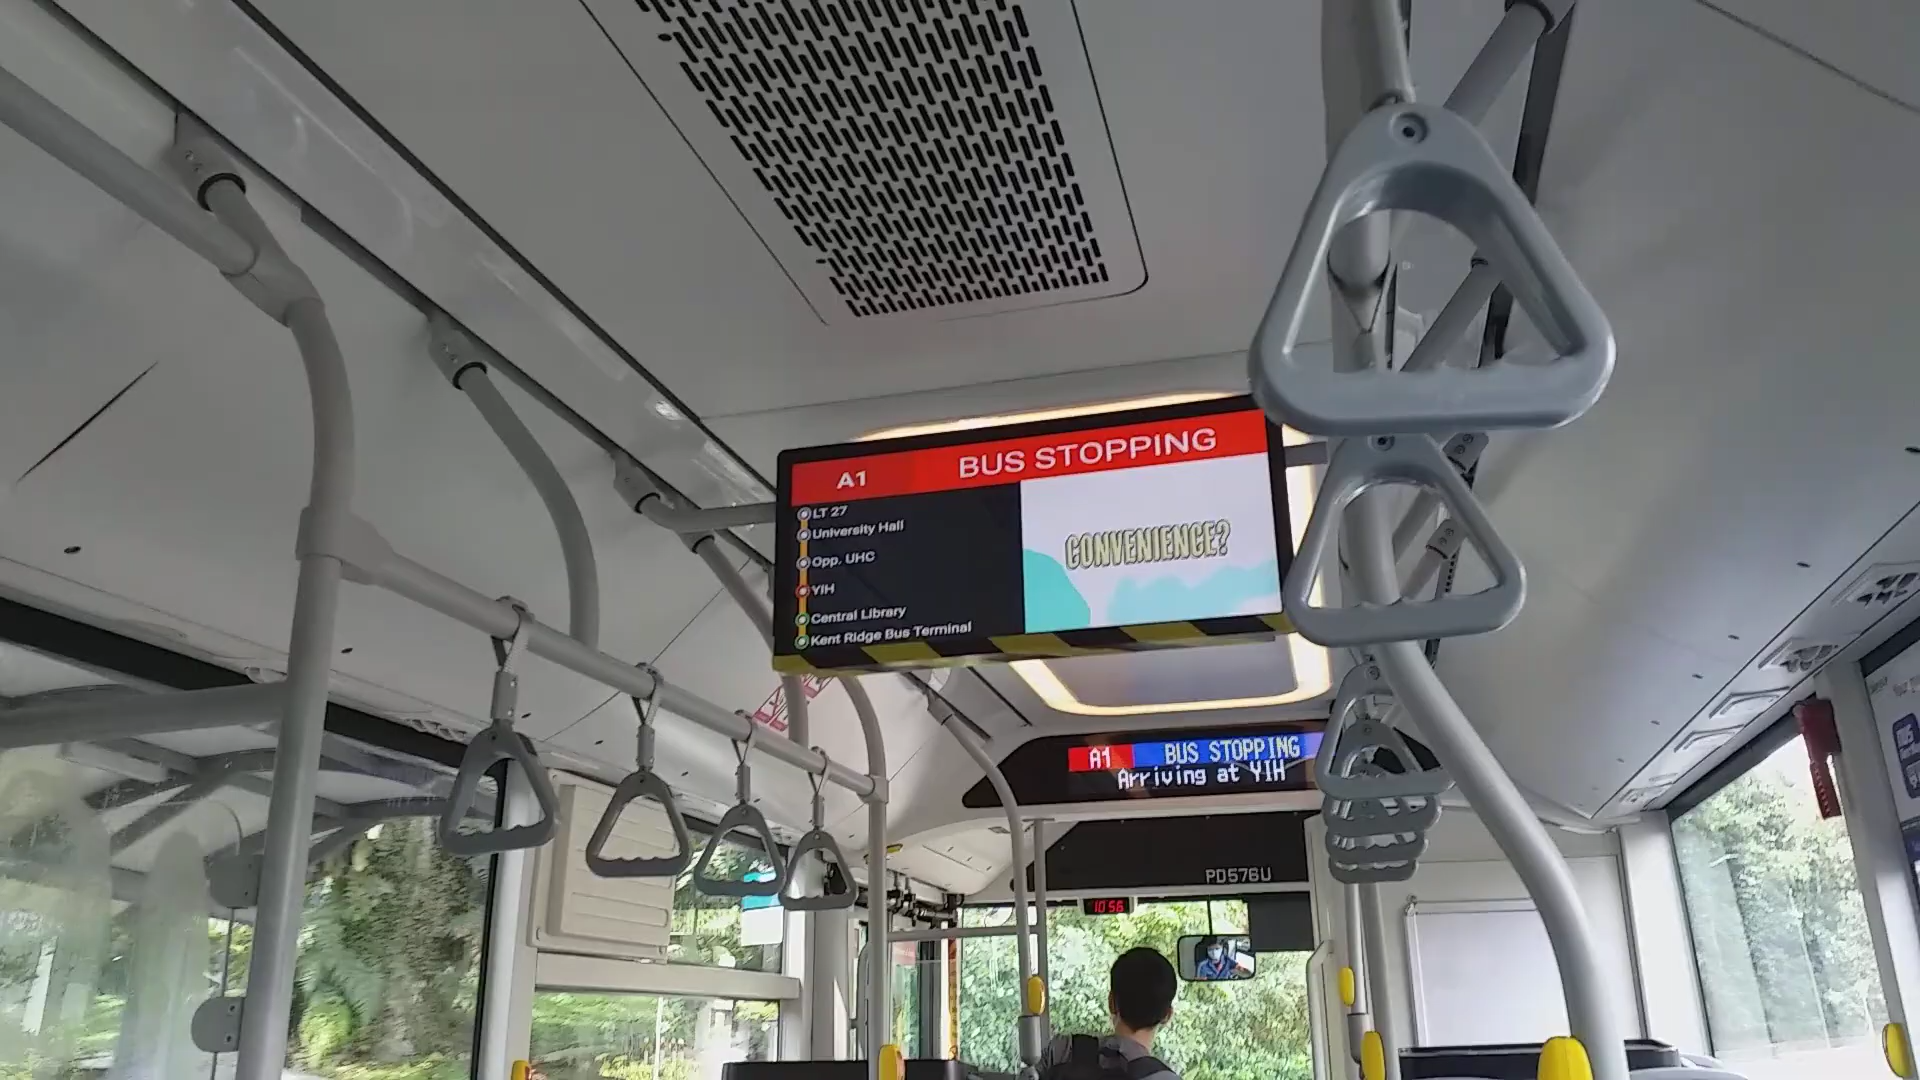 A1 BUS STOPPING
LT 27
University Hall
Opp. UHC
YIH
Central Library
Kent Ridge Bus Terminal
CONVENIENCE?
A1 BUS STOPPING
Arriving at YIH
PD576U
10 56